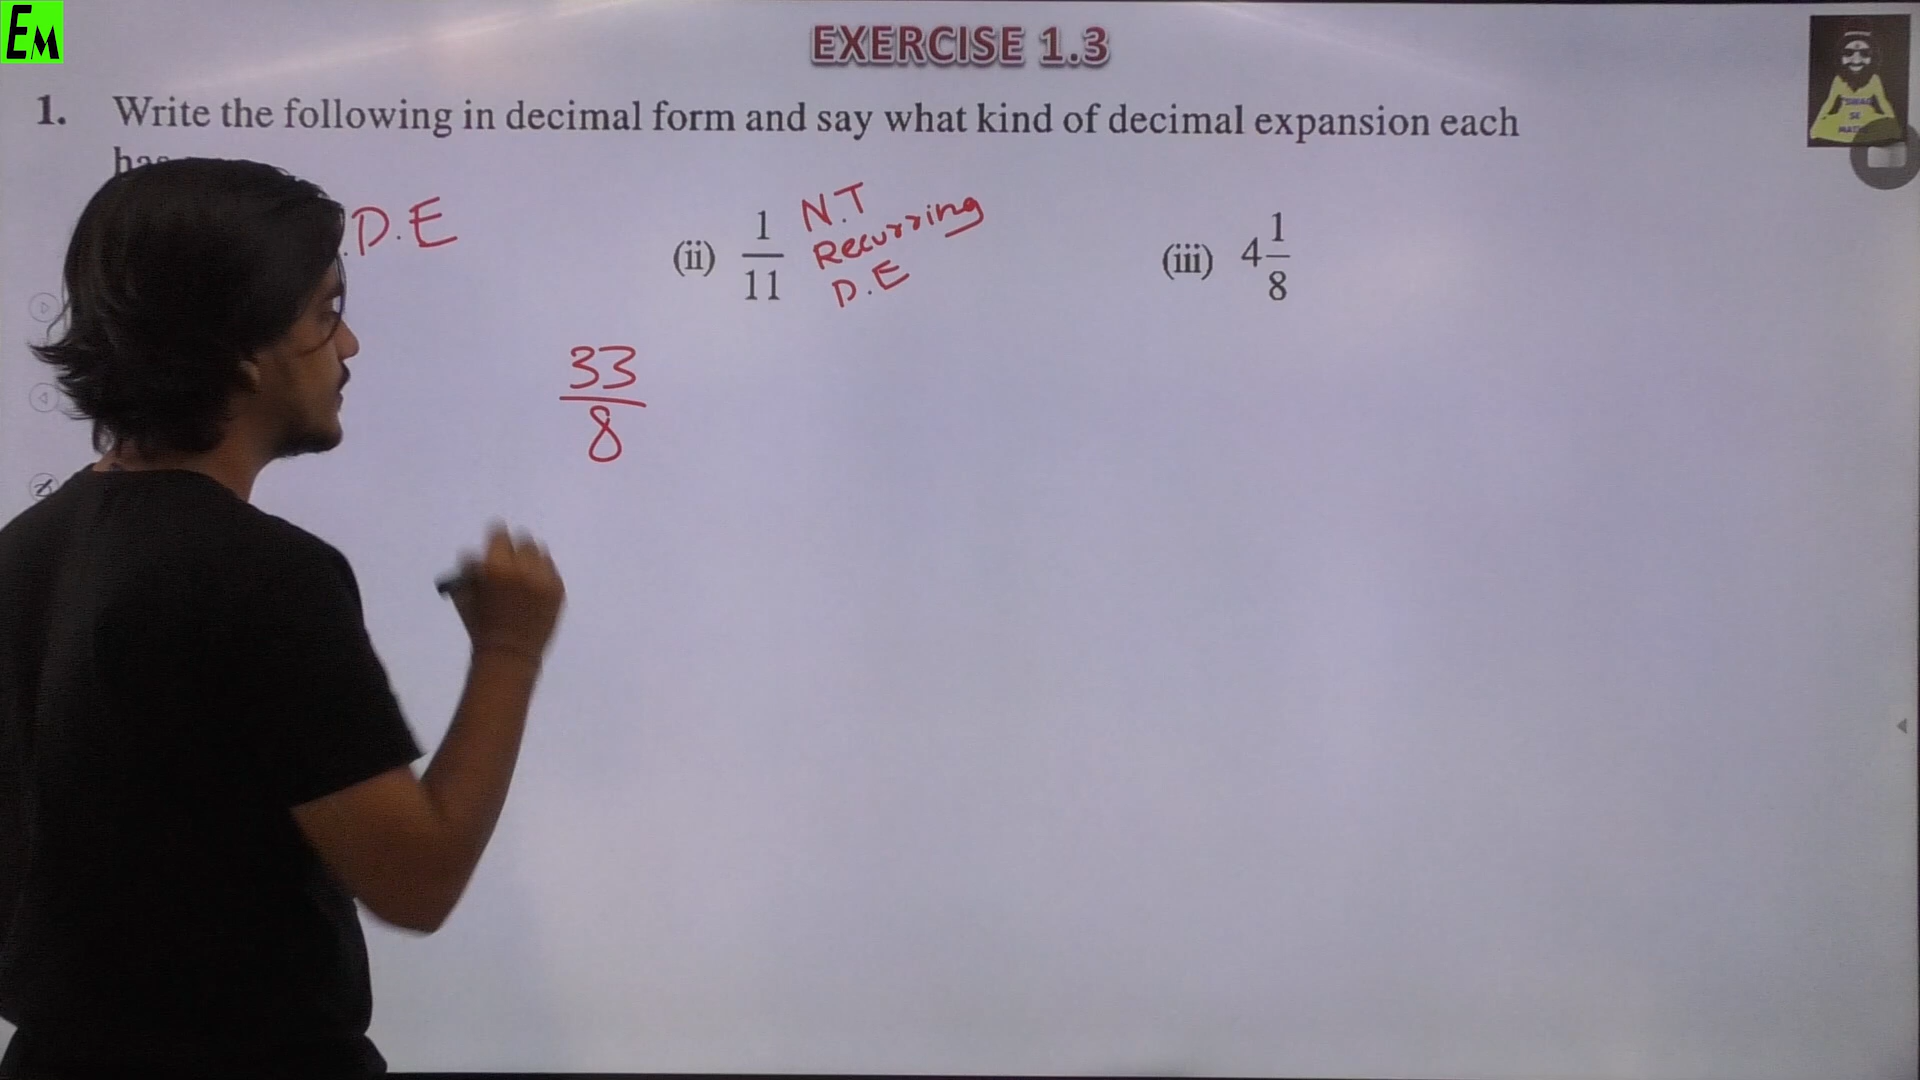 EM
EXERCISE 1.3
1. Write the following in decimal form and say what kind of decimal expansion each
has
D.E
(ii) 1/11
N.T
Recurring
D.E
(iii) 4 1/8
33/8